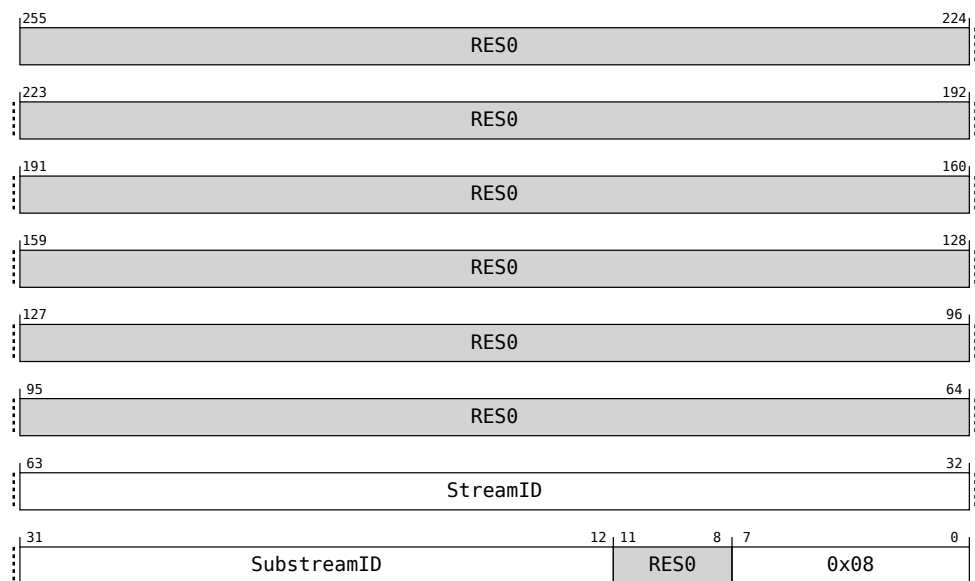 255 224
RES0
223 192
RES0
191 160
RES0
159 128
RES0
127 96
RES0
95 64
RES0
63 32
StreamID
31 12 11 8 7 0
SubstreamID RES0 0x08